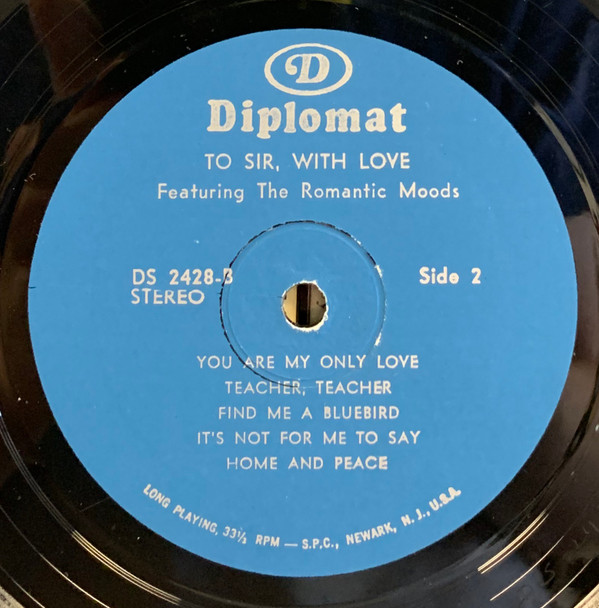 D
Diplomat
TO SIR, WITH LOVE
Featuring The Romantic Moods
DS 2428-B
STEREO
Side 2
YOU ARE MY ONLY LOVE
TEACHER, TEACHER
FIND ME A BLUEBIRD
IT'S NOT FOR ME TO SAY
HOME AND PEACE
LONG PLAYING, 33⅓ RPM — S.P.C., NEWARK, N. J., U.S.A.